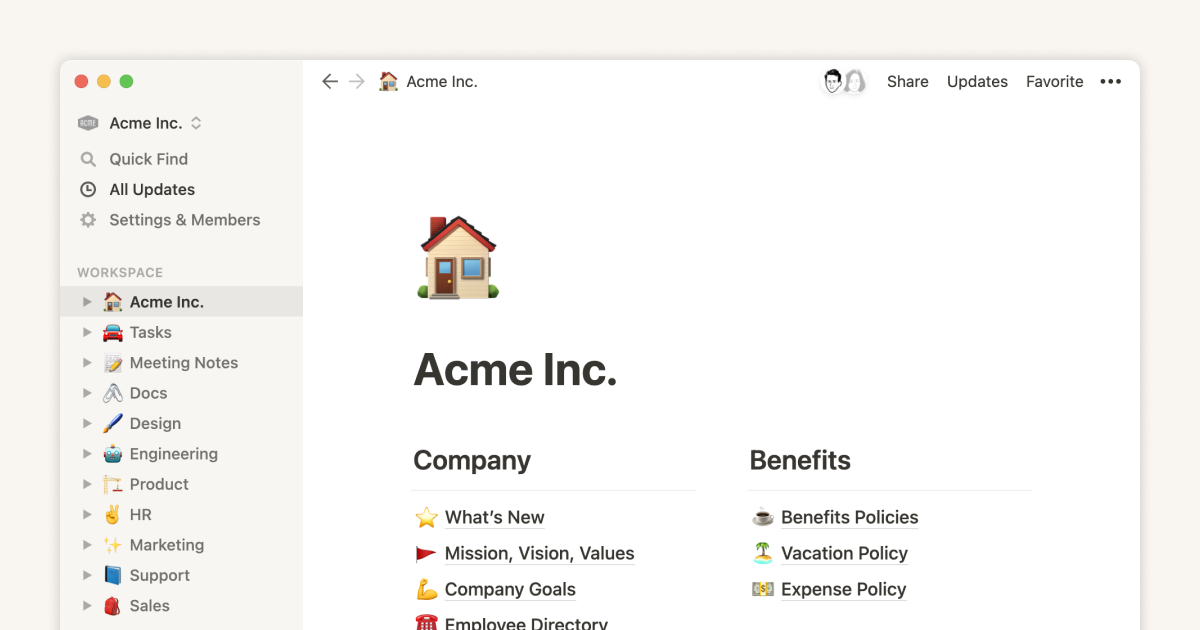 Acme Inc.
Share
Updates
Favorite
ACME
Acme Inc.
Quick Find
All Updates
Settings & Members
WORKSPACE
Acme Inc.
Tasks
Meeting Notes
Docs
Design
Engineering
Product
HR
Marketing
Support
Sales
Acme Inc.
Company
What’s New
Mission, Vision, Values
Company Goals
Employee Directory
Benefits
Benefits Policies
Vacation Policy
Expense Policy